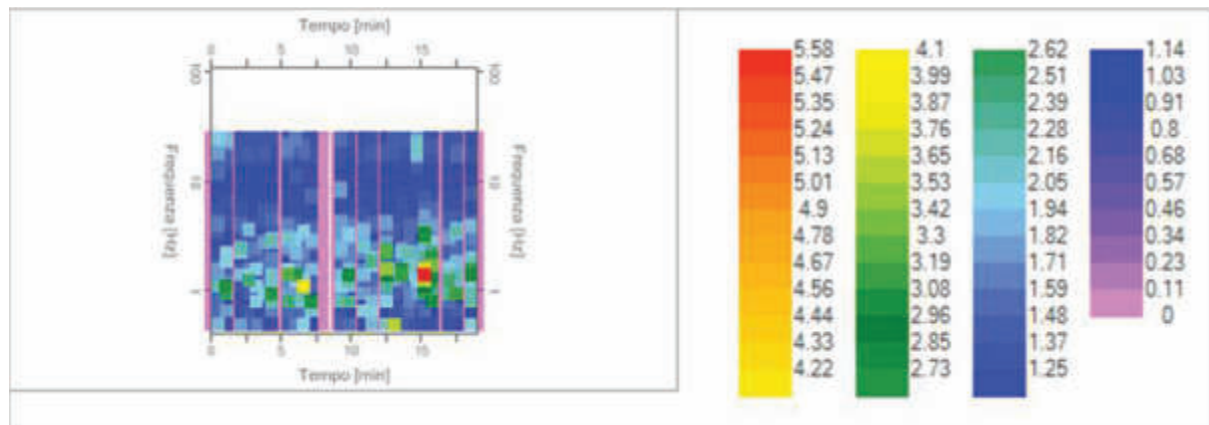 Tempo [min]
0 5 10 15
100 100
Frequenza [Hz] 10 10 Frequenza [Hz]
1 1
0 5 10 15
Tempo [min]
5.58 4.1 2.62 1.14
5.47 3.99 2.51 1.03
5.35 3.87 2.39 0.91
5.24 3.76 2.28 0.8
5.13 3.65 2.16 0.68
5.01 3.53 2.05 0.57
4.9 3.42 1.94 0.46
4.78 3.3 1.82 0.34
4.67 3.19 1.71 0.23
4.56 3.08 1.59 0.11
4.44 2.96 1.48 0
4.33 2.85 1.37
4.22 2.73 1.25